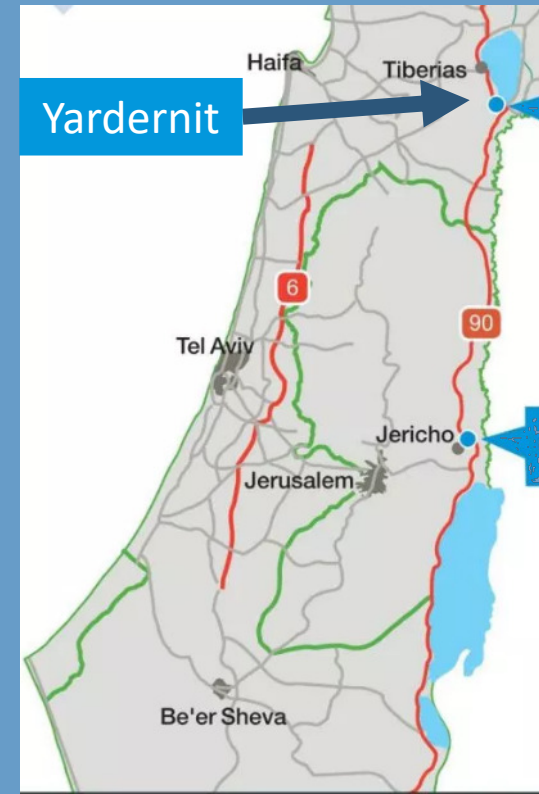 Haifa
Tiberias
Yardernit
6
90
Tel Aviv
Jericho
Jerusalem
Be'er Sheva